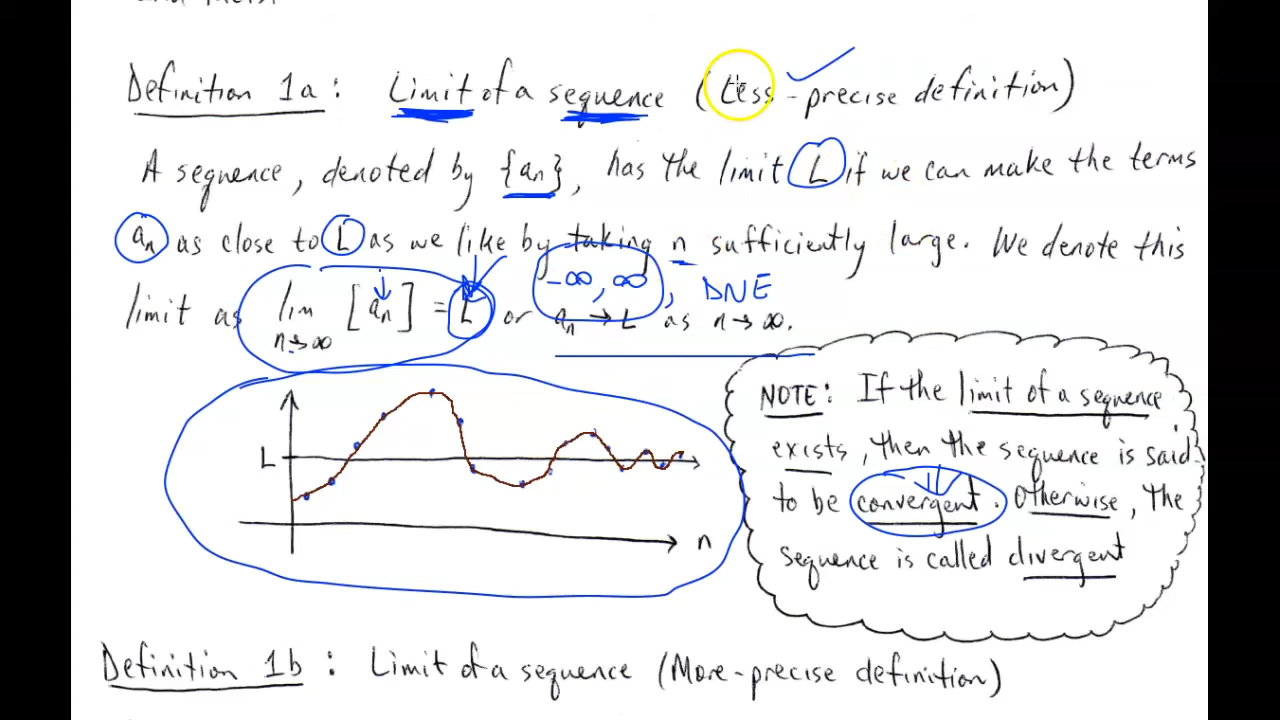 Definition 1a: Limit of a sequence (Less-precise definition)
A sequence, denoted by {aₙ}, has the limit L if we can make the terms
aₙ as close to L as we like by taking n sufficiently large. We denote this
-∞, ∞, DNE
limit as lim n→∞ [aₙ] = L or aₙ → L as n→∞.
L
n
NOTE: If the limit of a sequence
exists, then the sequence is said
to be convergent. Otherwise, the
sequence is called divergent
Definition 1b: Limit of a sequence (More-precise definition)